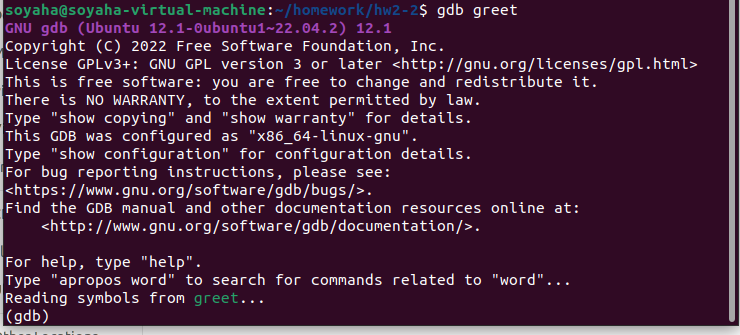 soyaha@soyaha-virtual-machine:~/homework/hw2-2$ gdb greet
GNU gdb (Ubuntu 12.1-0ubuntu1~22.04.2) 12.1
Copyright (C) 2022 Free Software Foundation, Inc.
License GPLv3+: GNU GPL version 3 or later <http://gnu.org/licenses/gpl.html>
This is free software: you are free to change and redistribute it.
There is NO WARRANTY, to the extent permitted by law.
Type "show copying" and "show warranty" for details.
This GDB was configured as "x86_64-linux-gnu".
Type "show configuration" for configuration details.
For bug reporting instructions, please see:
<https://www.gnu.org/software/gdb/bugs/>.
Find the GDB manual and other documentation resources online at:
    <http://www.gnu.org/software/gdb/documentation/>.

For help, type "help".
Type "apropos word" to search for commands related to "word"...
Reading symbols from greet...
(gdb)